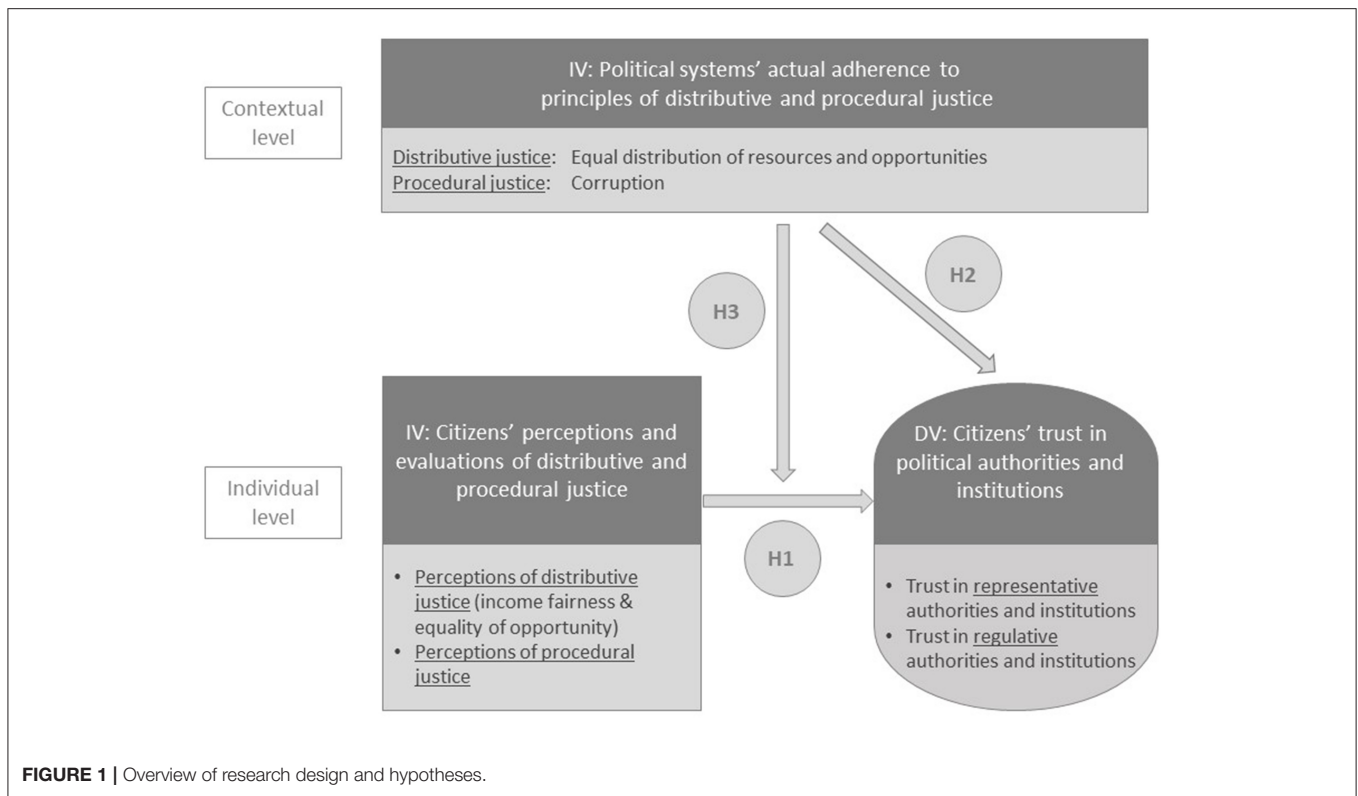 IV: Political systems’ actual adherence to
principles of distributive and procedural justice
Contextual
level
Distributive justice: Equal distribution of resources and opportunities
Procedural justice: Corruption
H3
H2
Individual
level
IV: Citizens’ perceptions and
evaluations of distributive and
procedural justice
• Perceptions of distributive
justice (income fairness &
equality of opportunity)
• Perceptions of procedural
justice
H1
DV: Citizens’ trust in
political authorities and
institutions
• Trust in representative
authorities and institutions
• Trust in regulative
authorities and institutions
FIGURE 1 | Overview of research design and hypotheses.